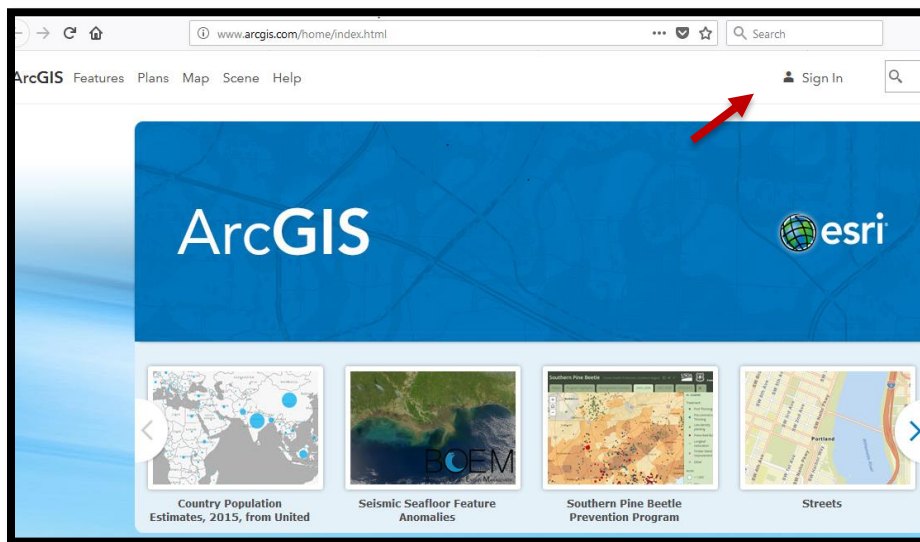 www.arcgis.com/home/index.html
Search
ArcGIS Features Plans Map Scene Help
Sign In
ArcGIS
esri
Southern Pine Beetle
BOEM
Portland
Country Population
Estimates, 2015, from United
Seismic Seafloor Feature
Anomalies
Southern Pine Beetle
Prevention Program
Streets